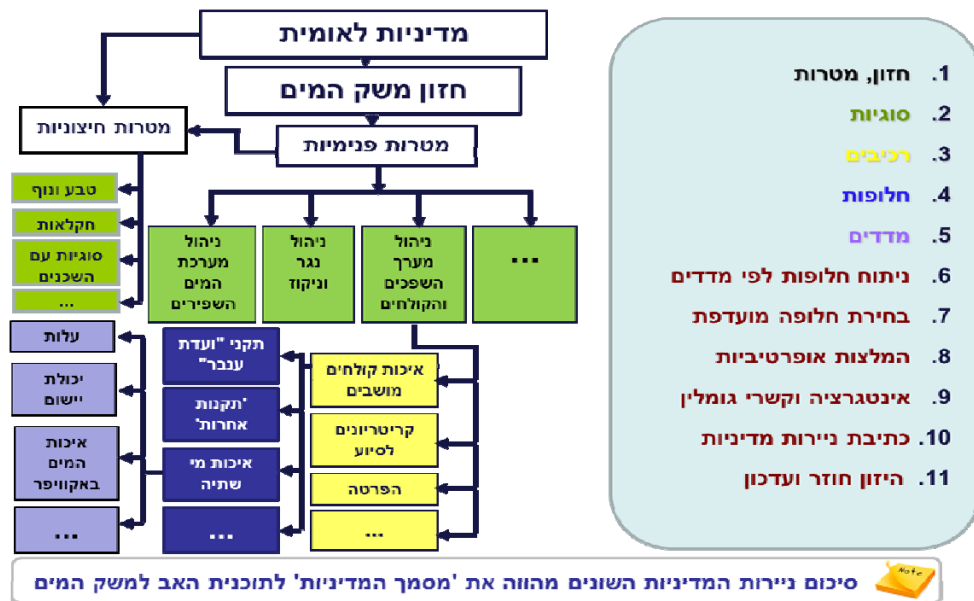 מדיניות לאומית
חזון משק המים
מטרות חיצוניות
מטרות פנימיות
טבע ונוף
חקלאות
סוגיות עם
השכנים
...
ניהול
מערכת
המים
השפירים
ניהול
נגר
וניקוז
ניהול
מערך
השפכים
והקולחים
...
איכות קולחים
מושבים
קריטריונים
לסיוע
הפרטה
...
תקני "ועדת
ענבר"
'תקנות
אחרות'
איכות מי
שתיה
...
עלות
יכולת
יישום
איכות
המים
באקוויפר
...
1. חזון, מטרות
2. סוגיות
3. רכיבים
4. חלופות
5. מדדים
6. ניתוח חלופות לפי מדדים
7. בחירת חלופה מועדפת
8. המלצות אופרטיביות
9. אינטגרציה וקשרי גומלין
10. כתיבת ניירות מדיניות
11. היזון חוזר ועדכון
סיכום ניירות המדיניות השונים מהווה את 'מסמך המדיניות' לתוכנית האב למשק המים
Note